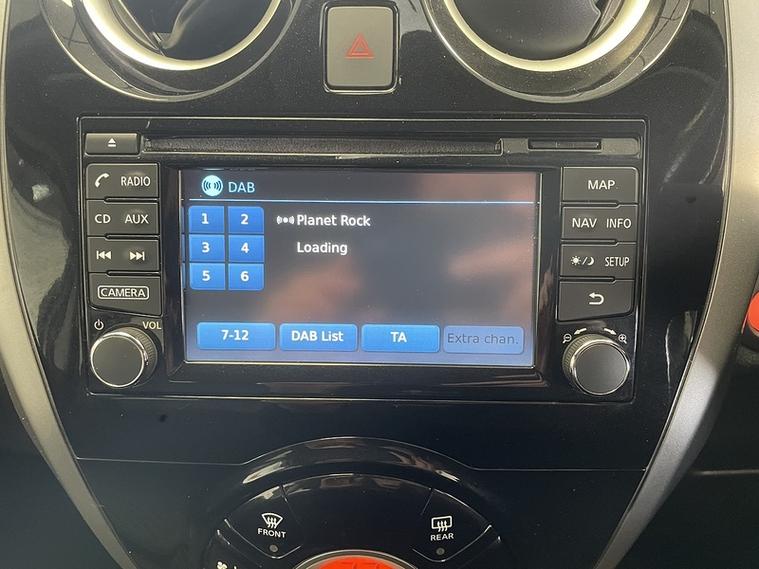 RADIO
CD AUX
CAMERA
VOL
DAB
1 2
3 4
5 6
Planet Rock
Loading
7-12
DAB List
TA
Extra chan.
MAP
NAV INFO
SETUP
FRONT
REAR